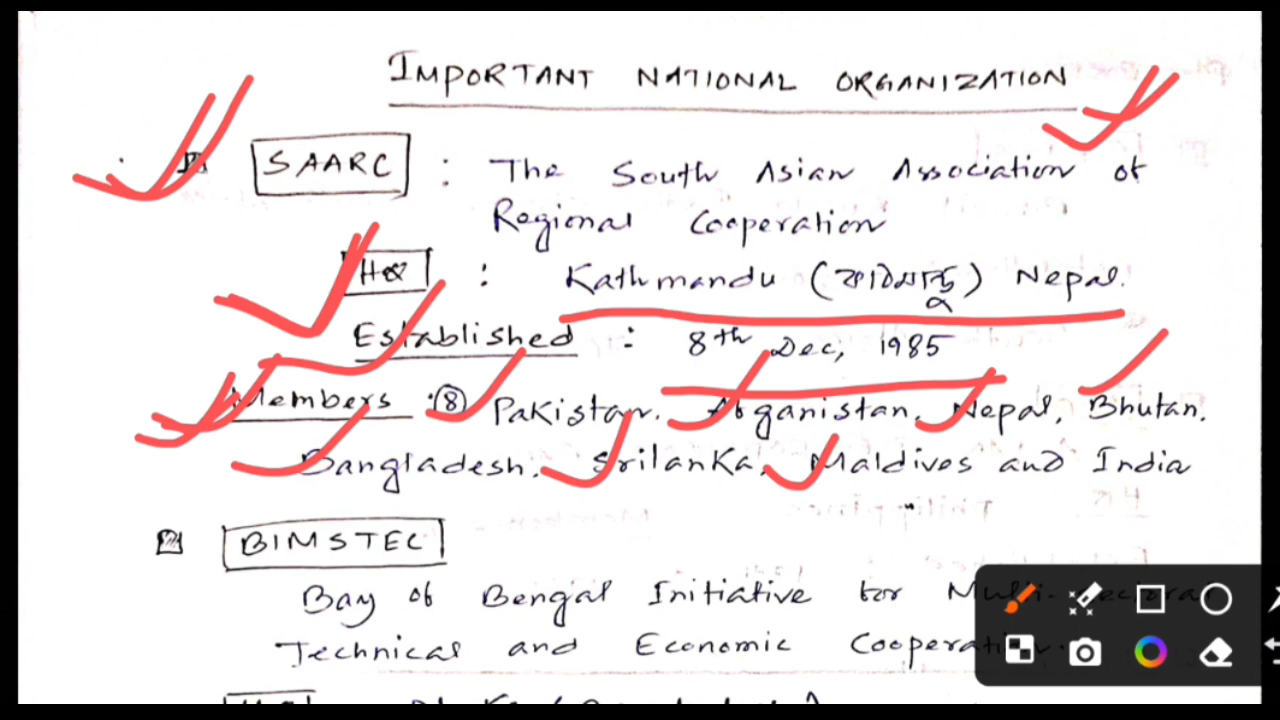 IMPORTANT NATIONAL ORGANIZATION
SAARC : The South Asian Association of
Regional Cooperation
HQ : Kathmandu (কাঠমান্ডু) Nepal.
Established : 8th Dec, 1985
Members : 8 Pakistan. Afganistan, Nepal, Bhutan.
Bangladesh, Srilanka, Maldives and India
BIMSTEC
Bay of Bengal Initiative for
Technical and Economic